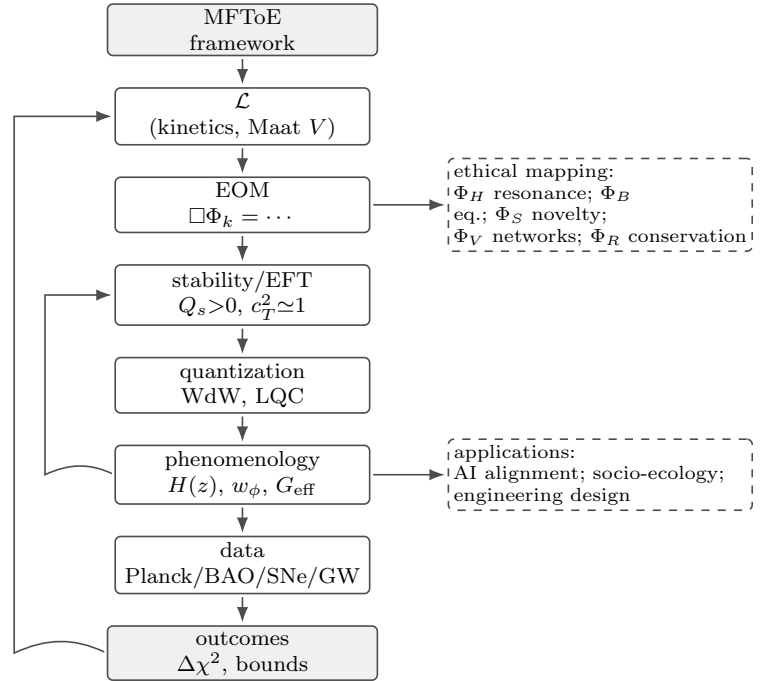 MFToE
framework
ℒ
(kinetics, Maat V)
EOM
□Φ_k = ⋯
ethical mapping:
Φ_H resonance; Φ_B
eq.; Φ_S novelty;
Φ_V networks; Φ_R conservation
stability/EFT
Q_s>0, c_T^2≃1
quantization
WdW, LQC
phenomenology
H(z), w_ϕ, G_eff
applications:
AI alignment; socio-ecology;
engineering design
data
Planck/BAO/SNe/GW
outcomes
Δχ², bounds